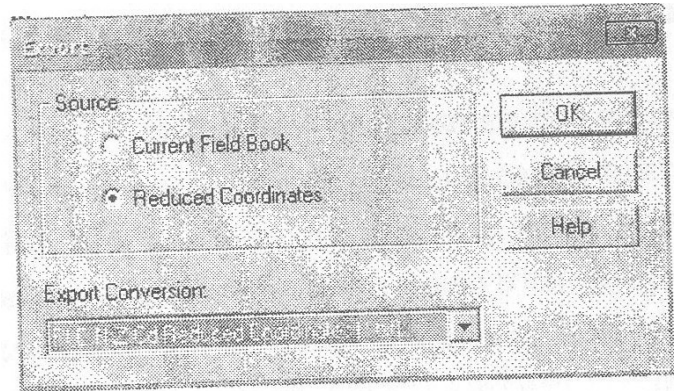 Export
Source
Current Field Book
Reduced Coordinates
OK
Cancel
Help
Export Conversion: